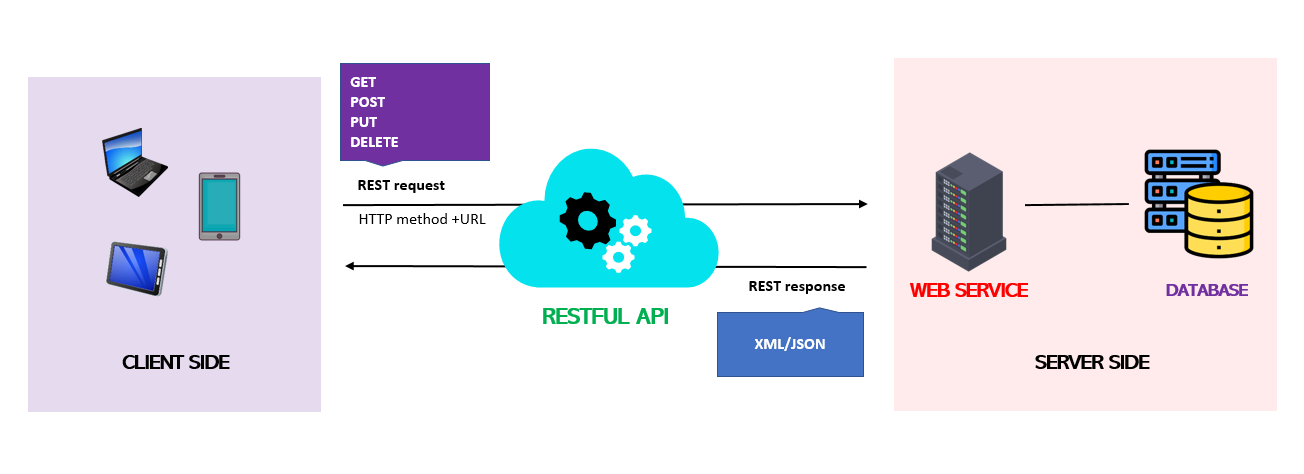 GET
POST
PUT
DELETE
REST request
HTTP method +URL
RESTFUL API
REST response
XML/JSON
CLIENT SIDE
WEB SERVICE
DATABASE
SERVER SIDE